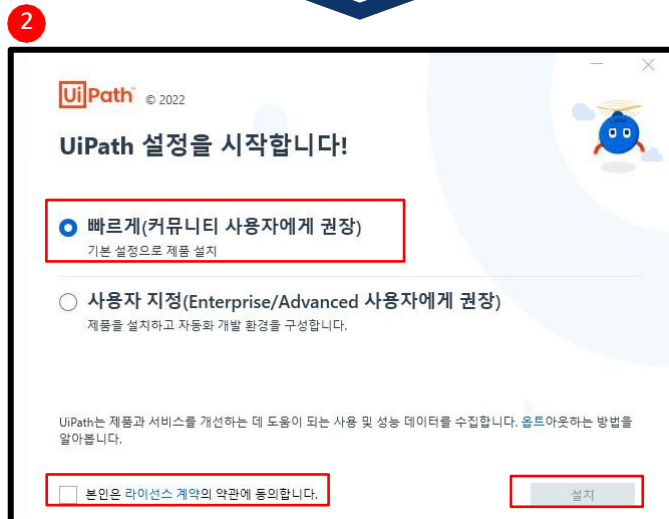 2
UiPath™ © 2022
UiPath 설정을 시작합니다!
빠르게(커뮤니티 사용자에게 권장)
기본 설정으로 제품 설치
사용자 지정(Enterprise/Advanced 사용자에게 권장)
제품을 설치하고 자동화 개발 환경을 구성합니다.
UiPath는 제품과 서비스를 개선하는 데 도움이 되는 사용 및 성능 데이터를 수집합니다. 옵트아웃하는 방법을
알아봅니다.
본인은 라이선스 계약의 약관에 동의합니다.
설치